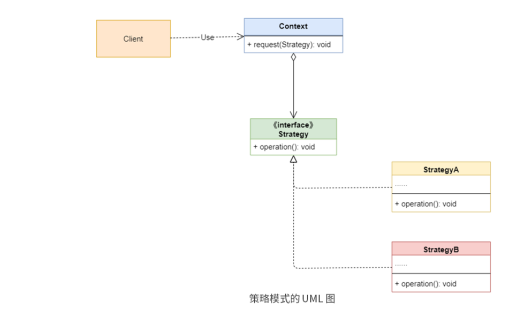 Client
Use
Context
+ request(Strategy): void
《interface》
Strategy
+ operation(): void
StrategyA
......
+ operation(): void
StrategyB
......
+ operation(): void
策略模式的 UML 图